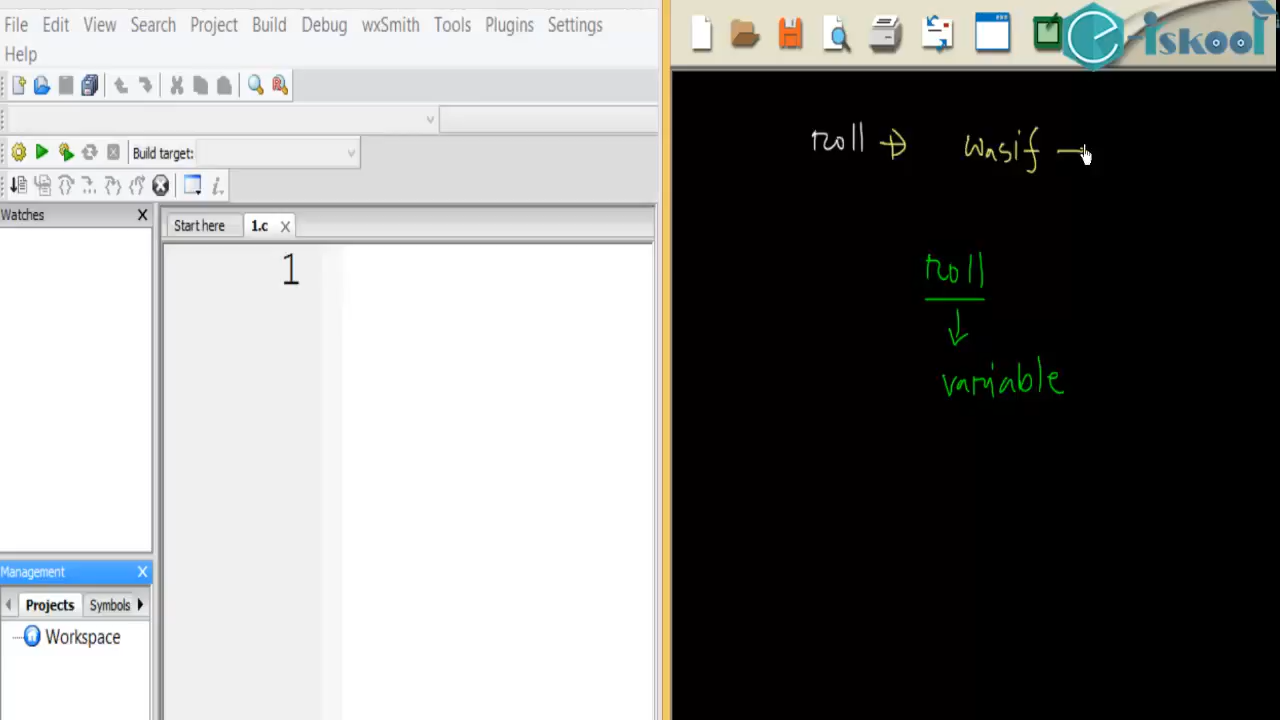 File Edit View Search Project Build Debug wxSmith Tools Plugins Settings
Help
Build target:
Watches X
Start here 1.c X
1
Management X
Projects Symbols
Workspace
e-iskool
roll → wasif —
roll
↓
variable